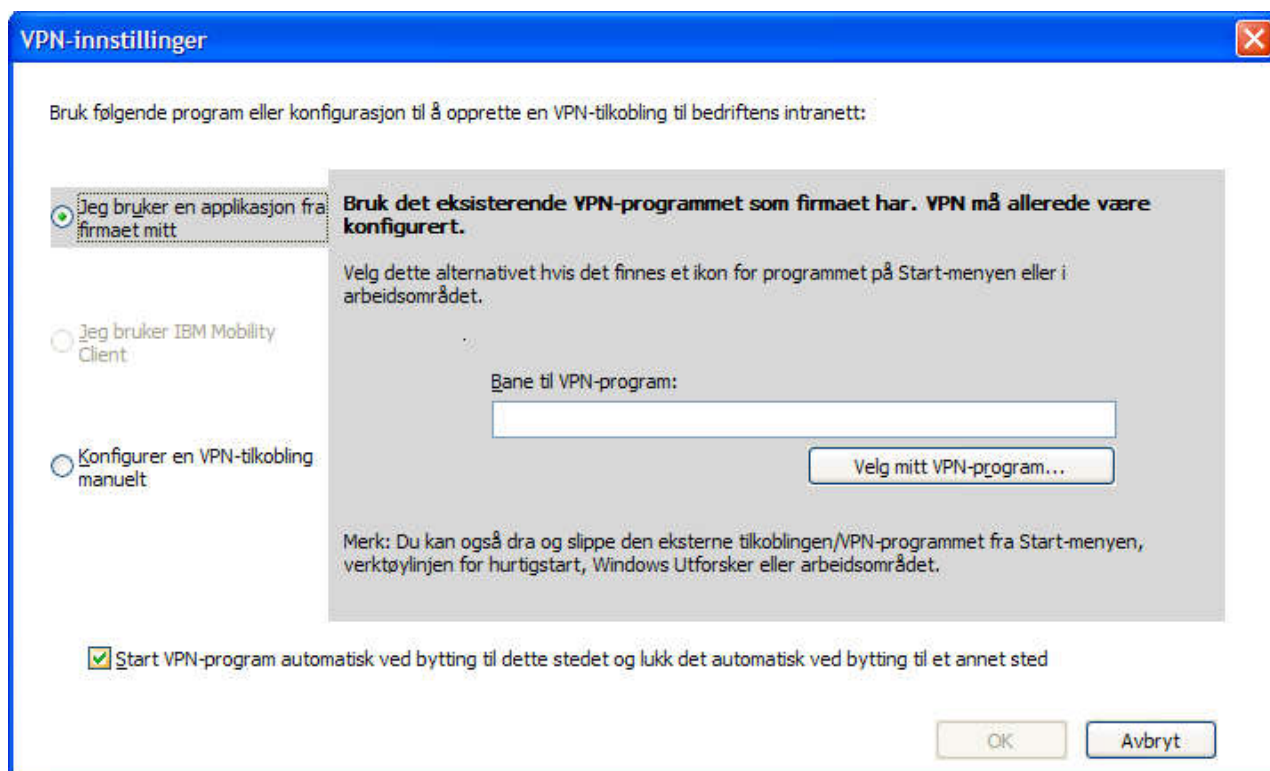 VPN-innstillinger
Bruk følgende program eller konfigurasjon til å opprette en VPN-tilkobling til bedriftens intranett:
Jeg bruker en applikasjon fra
firmaet mitt
Bruk det eksisterende VPN-programmet som firmaet har. VPN må allerede være
konfigurert.
Velg dette alternativet hvis det finnes et ikon for programmet på Start-menyen eller i
arbeidsområdet.
Jeg bruker IBM Mobility
Client
Bane til VPN-program:
Konfigurer en VPN-tilkobling
manuelt
Velg mitt VPN-program...
Merk: Du kan også dra og slippe den eksterne tilkoblingen/VPN-programmet fra Start-menyen,
verktøylinjen for hurtigstart, Windows Utforsker eller arbeidsområdet.
Start VPN-program automatisk ved bytting til dette stedet og lukk det automatisk ved bytting til et annet sted
OK
Avbryt